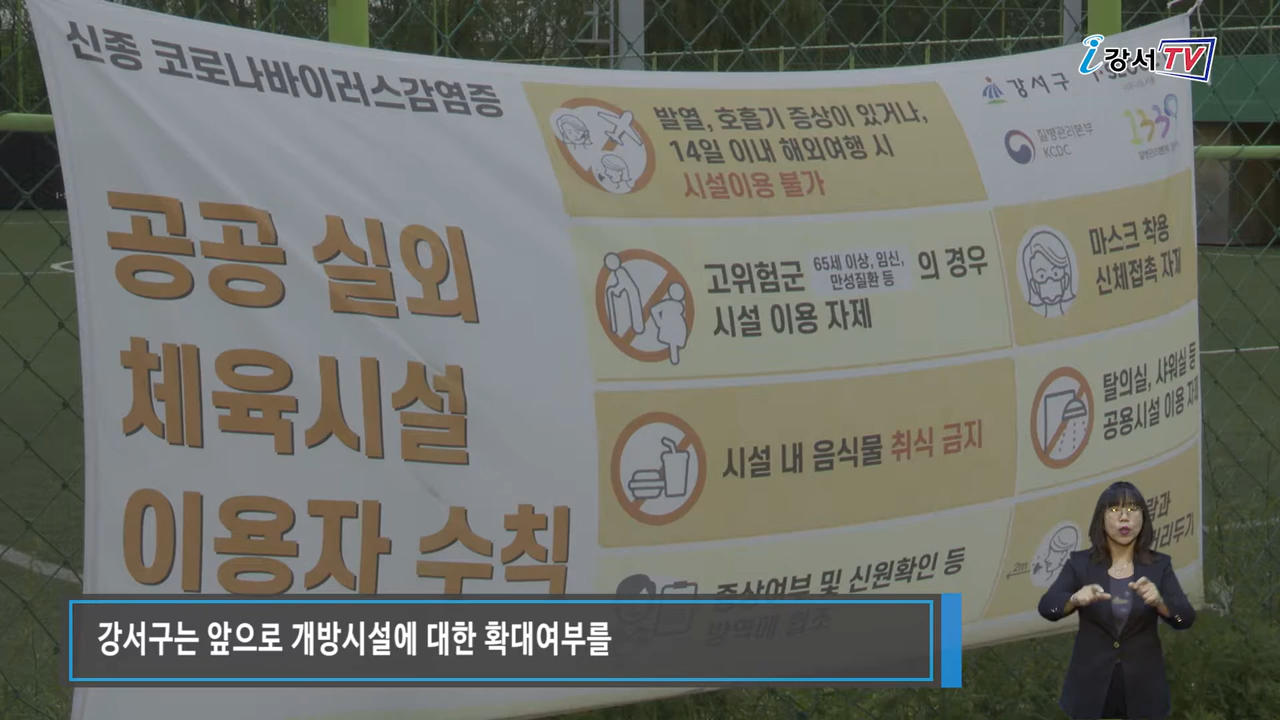 신종 코로나바이러스감염증
공공 실외
체육시설
이용자 수칙
발열, 호흡기 증상이 있거나,
14일 이내 해외여행 시
시설이용 불가
고위험군 65세 이상, 임신, 만성질환 등 의 경우
시설 이용 자제
시설 내 음식물 취식 금지
증상여부 및 신원확인 등
방역에 협조
i강서TV
강서구
질병관리본부
KCDC
1339
마스크 착용
신체접촉 자제
탈의실, 샤워실 등
공용시설 이용 자제
2m
강서구는 앞으로 개방시설에 대한 확대여부를